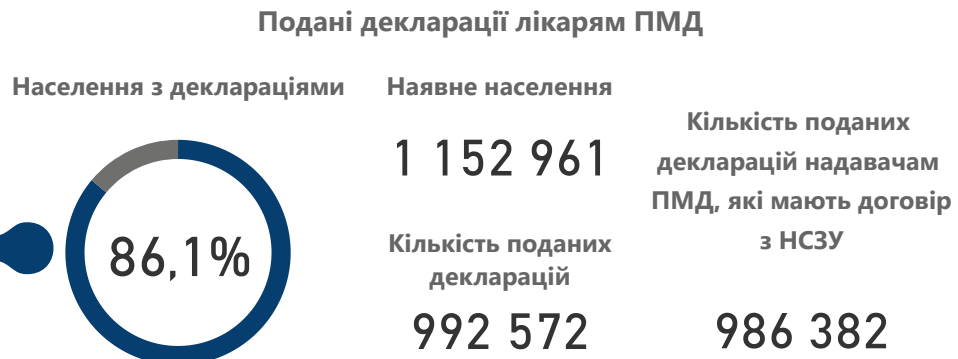 Подані декларації лікарям ПМД
Населення з деклараціями
86,1%
Наявне населення
1 152 961
Кількість поданих
декларацій
992 572
Кількість поданих
декларацій надавачам
ПМД, які мають договір
з НСЗУ
986 382